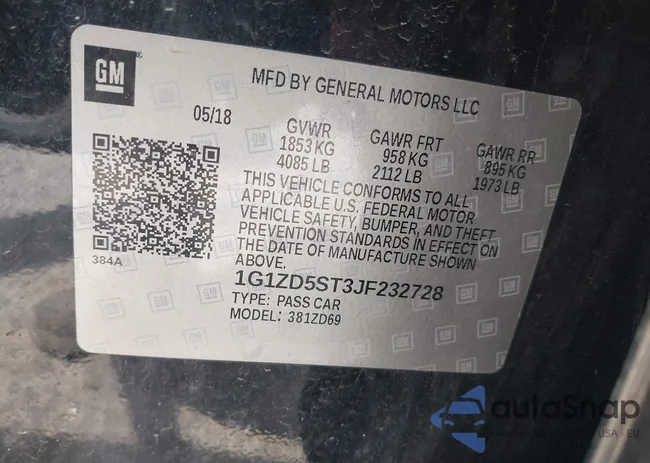 GM
MFD BY GENERAL MOTORS LLC
05/18
GVWR
1853 KG
4085 LB
GAWR FRT
958 KG
2112 LB
GAWR RR
895 KG
1973 LB
THIS VEHICLE CONFORMS TO ALL
APPLICABLE U.S. FEDERAL MOTOR
VEHICLE SAFETY, BUMPER, AND THEFT
PREVENTION STANDARDS IN EFFECT ON
THE DATE OF MANUFACTURE SHOWN
ABOVE.
384A
1G1ZD5ST3JF232728
TYPE: PASS CAR
MODEL: 381ZD69
autoSnap
USA - EU